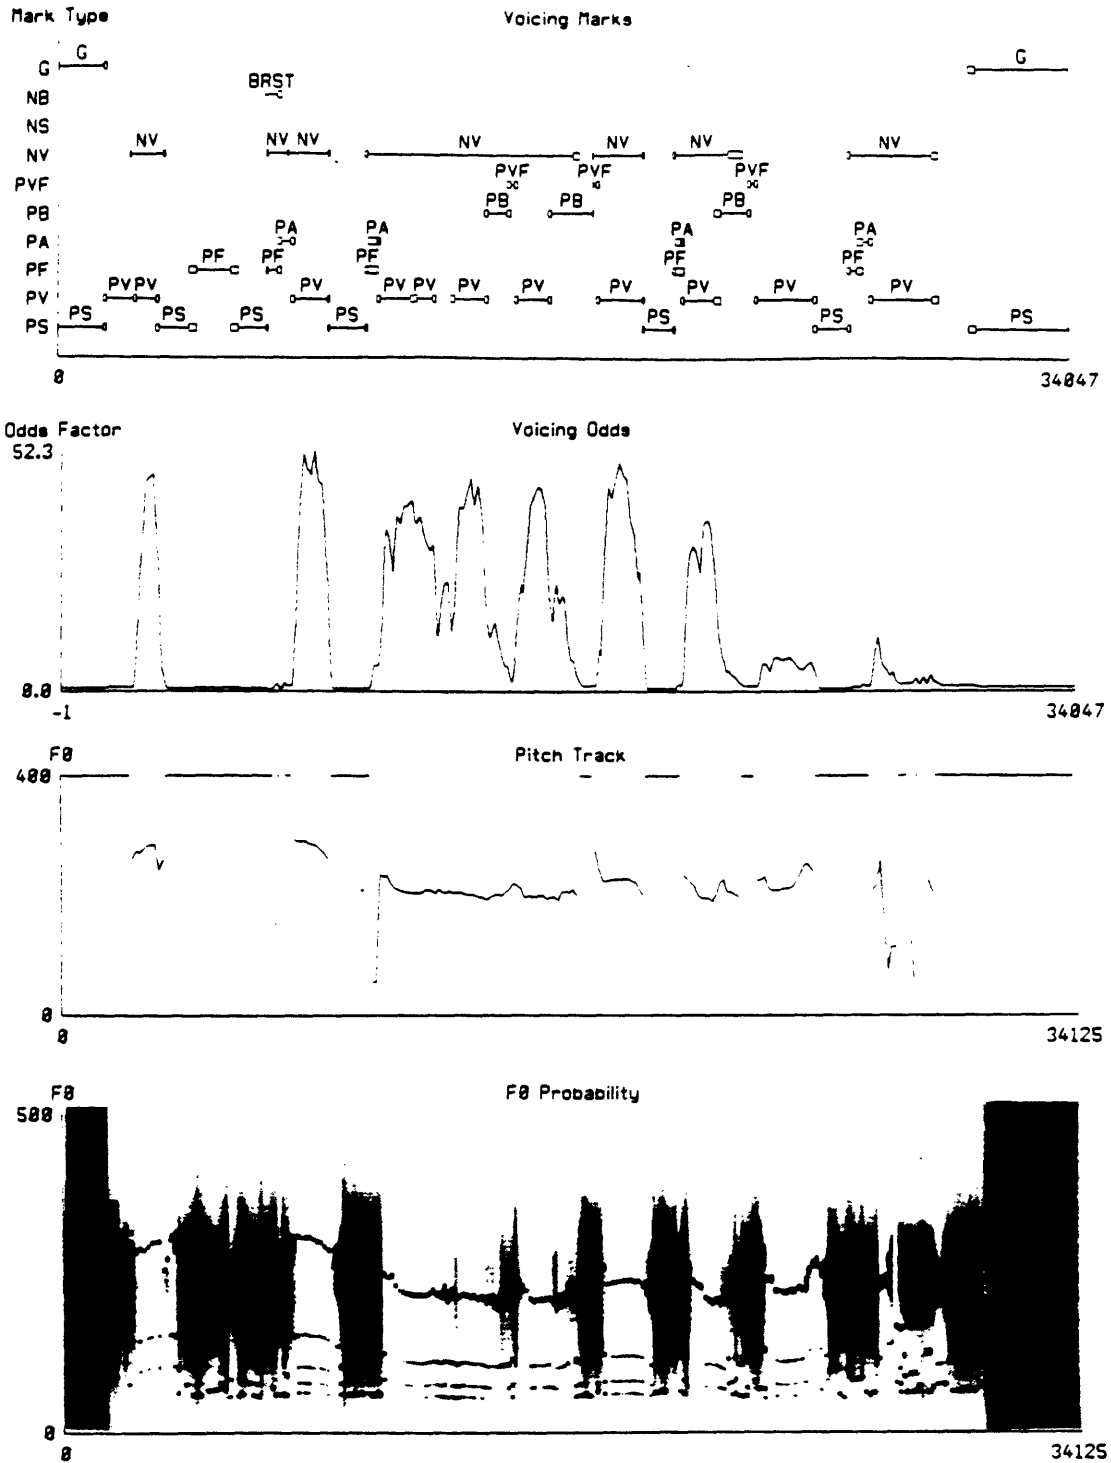 Mark Type Voicing Marks
G G
G
BRST
NB
NS
NV NV NV NV NV NV NV
NV
PVF PVF PVF
PVF
PB PB PB
PB
PA PA PA PA
PA
PF PF PF PF PF
PF
PV PV PV PV PV PV PV PV PV PV PV
PV
PS PS PS PS PS PS PS PS
0 34047
Odds Factor Voicing Odds
52.3
0.0
-1 34047
F0 Pitch Track
400
0
0 34125
F0 F0 Probability
500
0
0 34125